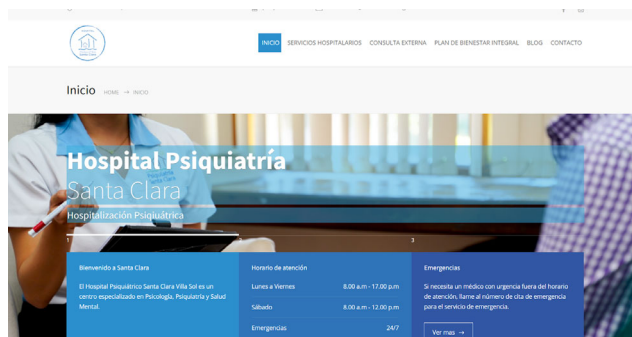 SANTA CLARA
INICIO SERVICIOS HOSPITALARIOS CONSULTA EXTERNA PLAN DE BIENESTAR INTEGRAL BLOG CONTACTO
Inicio HOME → INICIO
Hospital Psiquiatría
Santa Clara
Hospitalización Psiquiátrica
1 2 3
Bienvenido a Santa Clara
El Hospital Psiquiátrico Santa Clara Villa Sol es un
centro especializado en Psicología, Psiquiatría y Salud
Mental.
Horario de atención
Lunes a Viernes 8.00 a.m - 17.00 p.m
Sábado 8.00 a.m - 12.00 p.m
Emergencias 24/7
Emergencias
Si necesita un médico con urgencia fuera del horario
de atención, llame al número de cita de emergencia
para el servicio de emergencia.
Ver mas →